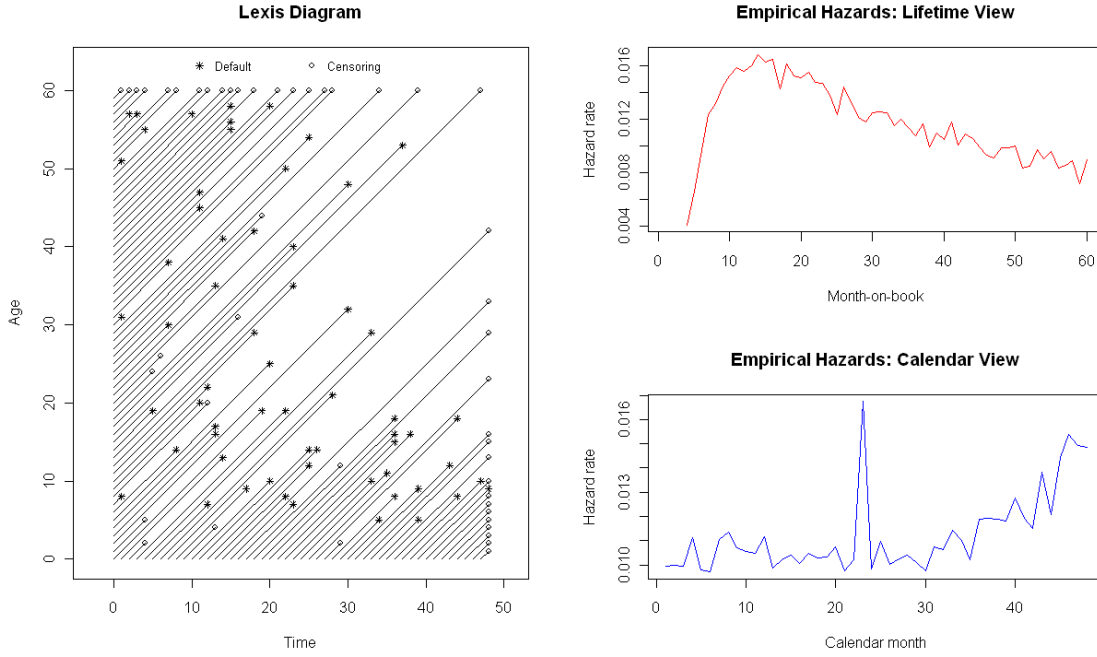 Lexis Diagram
Default
Censoring
Age
0 10 20 30 40 50 60
0 10 20 30 40 50
Time
Empirical Hazards: Lifetime View
Hazard rate
0.004 0.008 0.012 0.016
0 10 20 30 40 50 60
Month-on-book
Empirical Hazards: Calendar View
Hazard rate
0.010 0.013 0.016
0 10 20 30 40
Calendar month